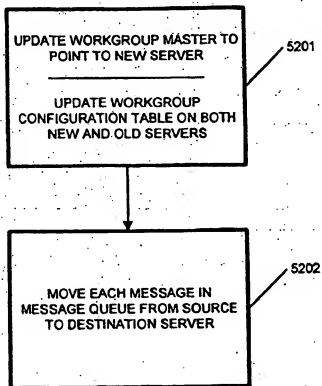 UPDATE WORKGROUP MASTER TO
POINT TO NEW SERVER
5201
UPDATE WORKGROUP
CONFIGURATION TABLE ON BOTH
NEW AND OLD SERVERS
5202
MOVE EACH MESSAGE IN
MESSAGE QUEUE FROM SOURCE
TO DESTINATION SERVER